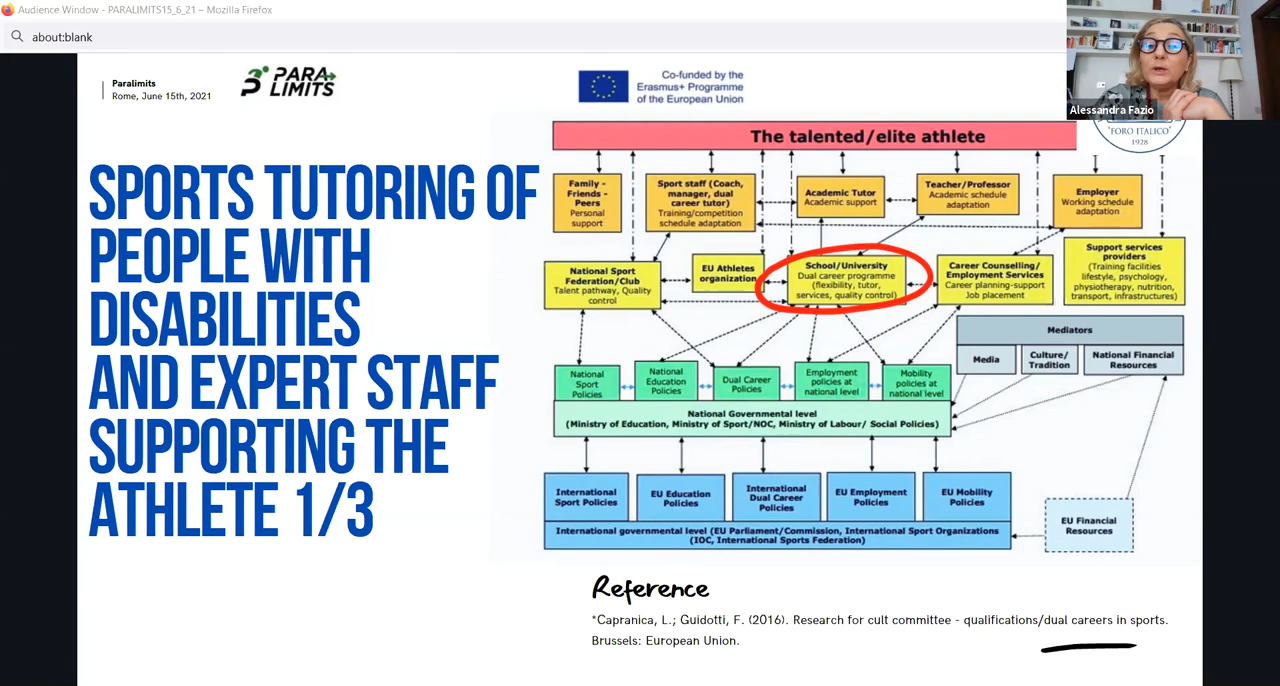 Audience Window - PARALIMITS15_6_21 – Mozilla Firefox
about:blank
Alessandra Fazio
Paralimits
Rome, June 15th, 2021
PARA
LIMITS
Co-funded by the
Erasmus+ Programme
of the European Union
"FORO ITALICO"
1928
SPORTS TUTORING OF
PEOPLE WITH
DISABILITIES
AND EXPERT STAFF
SUPPORTING THE
ATHLETE 1/3
The talented/elite athlete
Family -
Friends -
Peers
Personal
support
Sport staff (Coach,
manager, dual
career tutor)
Training/competition
schedule adaptation
Academic Tutor
Academic support
Teacher/Professor
Academic schedule
adaptation
Employer
Working schedule
adaptation
National Sport
Federation/Club
Talent pathway, Quality
control
EU Athletes
organization
School/University
Dual career programme
(flexibility, tutor,
services, quality control)
Career Counselling/
Employment Services
Career planning-support
Job placement
Support services
providers
(Training facilities
lifestyle, psychology,
physiotherapy, nutrition,
transport, infrastructures)
Mediators
Media
Culture/
Tradition
National Financial
Resources
National
Sport
Policies
National
Education
Policies
Dual Career
Policies
Employment
policies at
national level
Mobility
policies at
national level
National Governmental level
(Ministry of Education, Ministry of Sport/NOC, Ministry of Labour/ Social Policies)
International
Sport Policies
EU Education
Policies
International
Dual Career
Policies
EU Employment
Policies
EU Mobility
Policies
International governmental level (EU Parliament/Commission, International Sport Organizations
(IOC, International Sports Federation)
EU Financial
Resources
Reference
*Capranica, L.; Guidotti, F. (2016). Research for cult committee - qualifications/dual careers in sports.
Brussels: European Union.